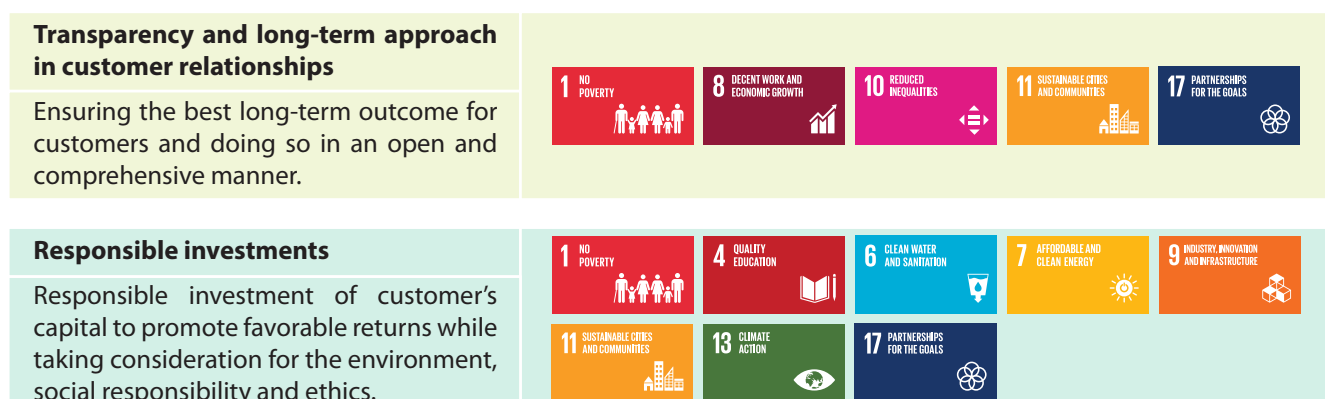 Transparency and long-term approach
in customer relationships
Ensuring the best long-term outcome for
customers and doing so in an open and
comprehensive manner.
1 NO
POVERTY
8 DECENT WORK AND
ECONOMIC GROWTH
10 REDUCED
INEQUALITIES
11 SUSTAINABLE CITIES
AND COMMUNITIES
17 PARTNERSHIPS
FOR THE GOALS
Responsible investments
Responsible investment of customer's
capital to promote favorable returns while
taking consideration for the environment,
social responsibility and ethics.
1 NO
POVERTY
4 QUALITY
EDUCATION
6 CLEAN WATER
AND SANITATION
7 AFFORDABLE AND
CLEAN ENERGY
9 INDUSTRY, INNOVATION
AND INFRASTRUCTURE
11 SUSTAINABLE CITIES
AND COMMUNITIES
13 CLIMATE
ACTION
17 PARTNERSHIPS
FOR THE GOALS